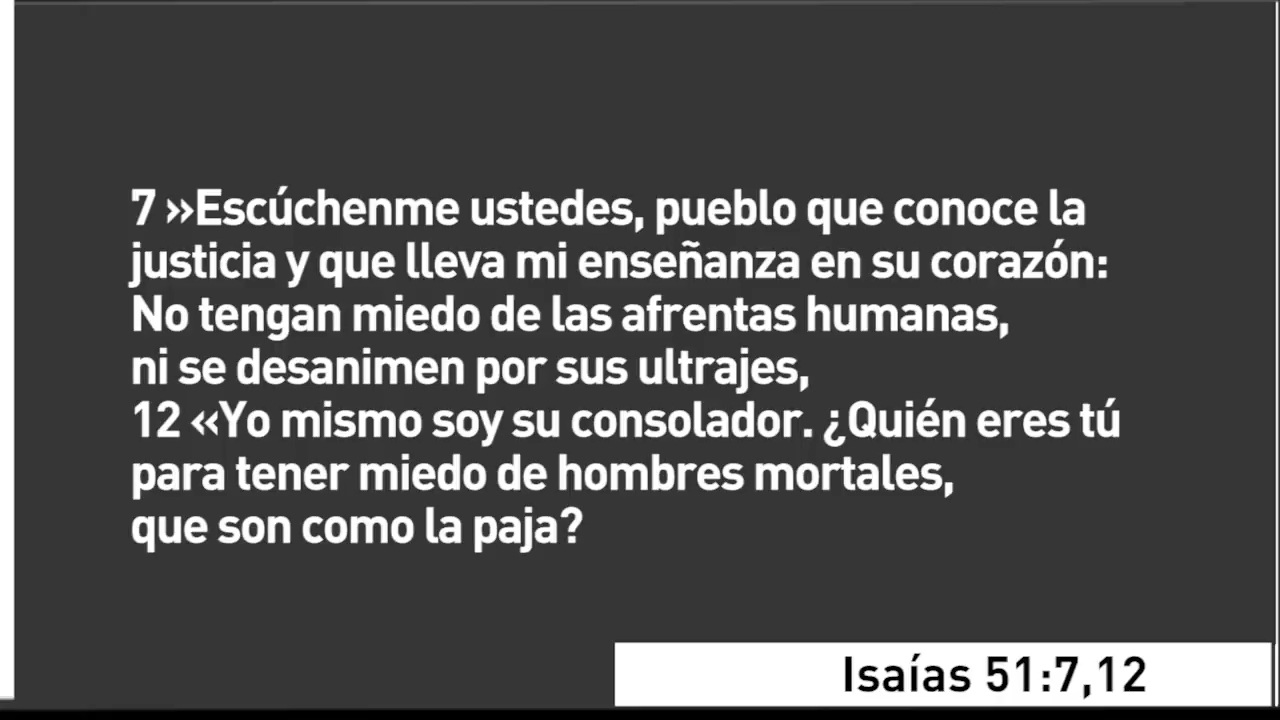 7 »Escúchenme ustedes, pueblo que conoce la
justicia y que lleva mi enseñanza en su corazón:
No tengan miedo de las afrentas humanas,
ni se desanimen por sus ultrajes,
12 «Yo mismo soy su consolador. ¿Quién eres tú
para tener miedo de hombres mortales,
que son como la paja?
Isaías 51:7,12